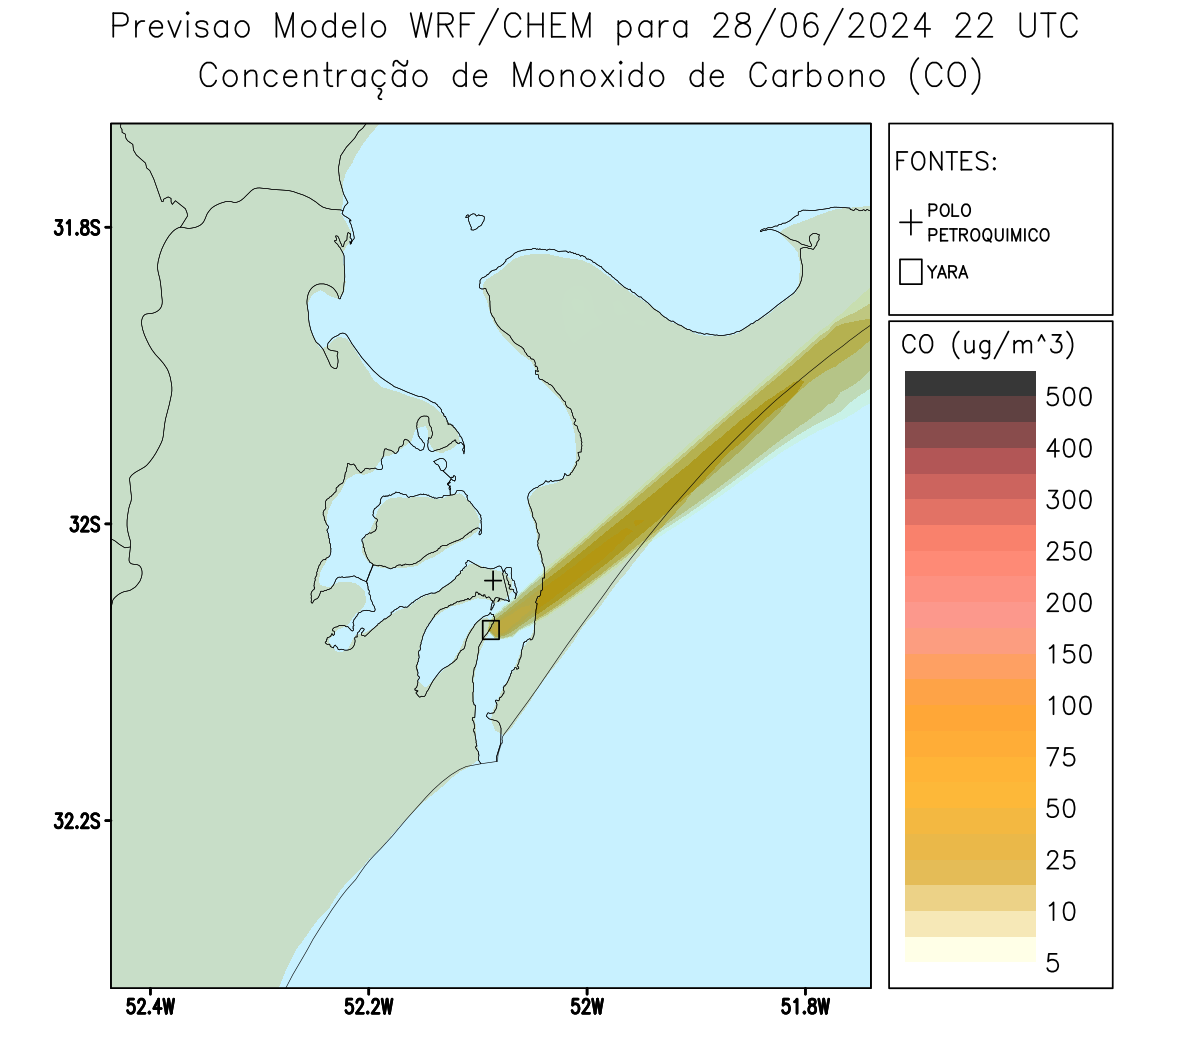 Previsao Modelo WRF/CHEM para 28/06/2024 22 UTC
Concentração de Monoxido de Carbono (CO)
FONTES:
POLO
PETROQUIMICO
YARA
CO (ug/m^3)
500
400
300
250
200
150
100
75
50
25
10
5
31.8S
32S
32.2S
52.4W
52.2W
52W
51.8W